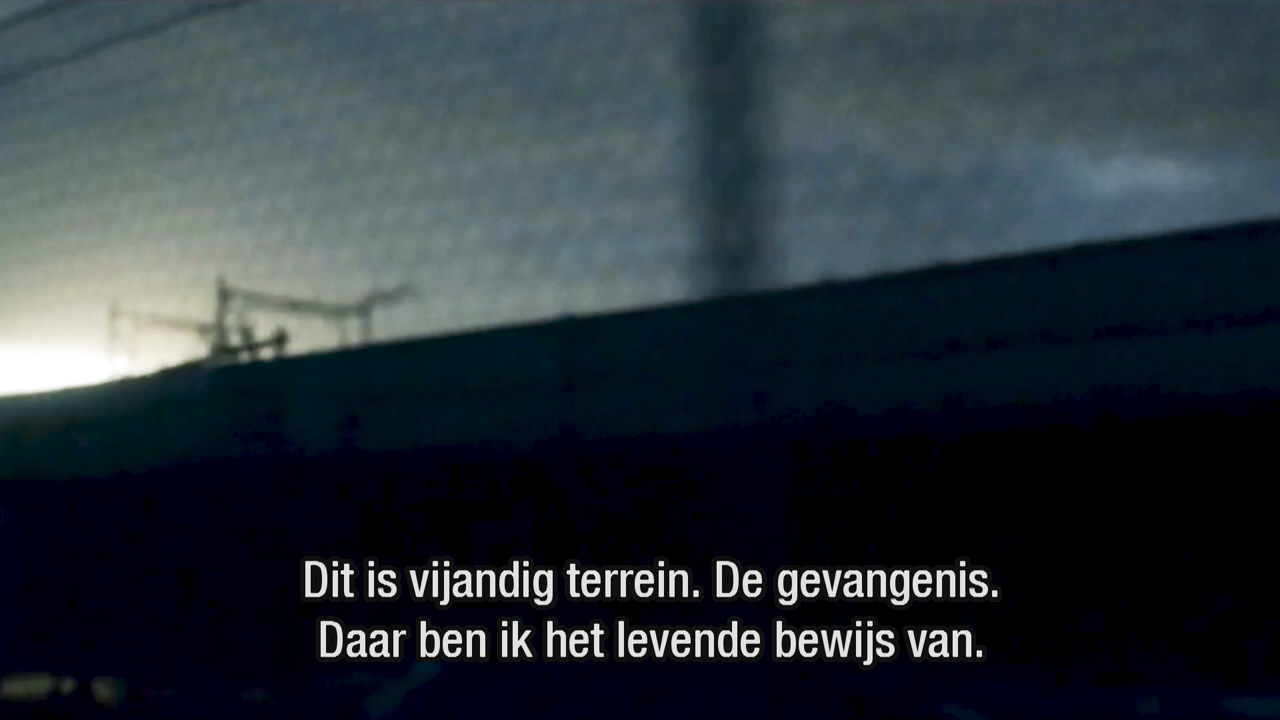 Dit is vijandig terrein. De gevangenis.
Daar ben ik het levende bewijs van.